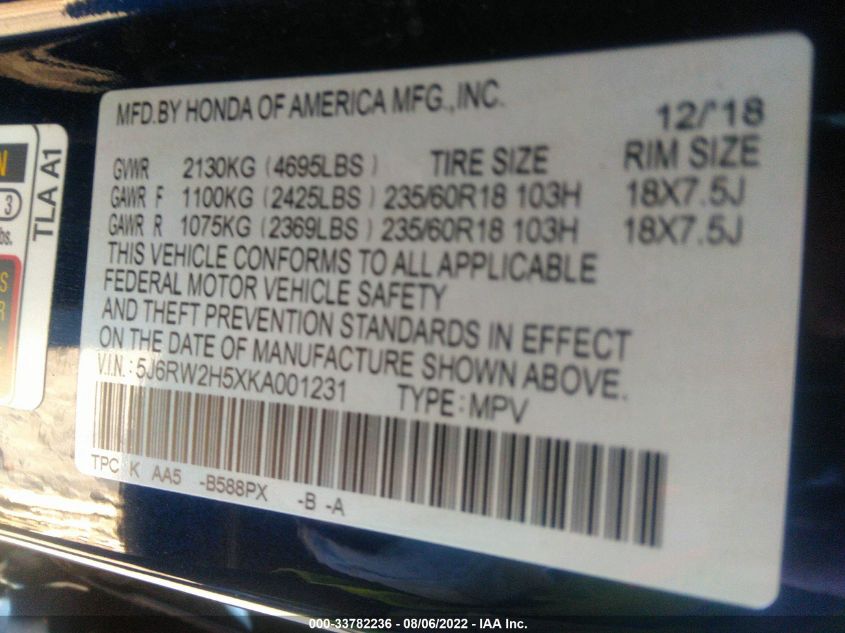 MFD.BY HONDA OF AMERICA MFG.,INC. 12/'18
GVWR 2130KG (4695LBS) TIRE SIZE RIM SIZE
GAWR F 1100KG (2425LBS) 235/60R18 103H 18X7.5J
GAWR R 1075KG (2369LBS) 235/60R18 103H 18X7.5J
THIS VEHICLE CONFORMS TO ALL APPLICABLE
FEDERAL MOTOR VEHICLE SAFETY
AND THEFT PREVENTION STANDARDS IN EFFECT
ON THE DATE OF MANUFACTURE SHOWN ABOVE.
V.I.N.: 5J6RW2H5XKA001231 TYPE: MPV
TPC K AA5 -B588PX -B -A
TLA A1
3
bs.
000-33782236 - 08/06/2022 - IAA Inc.